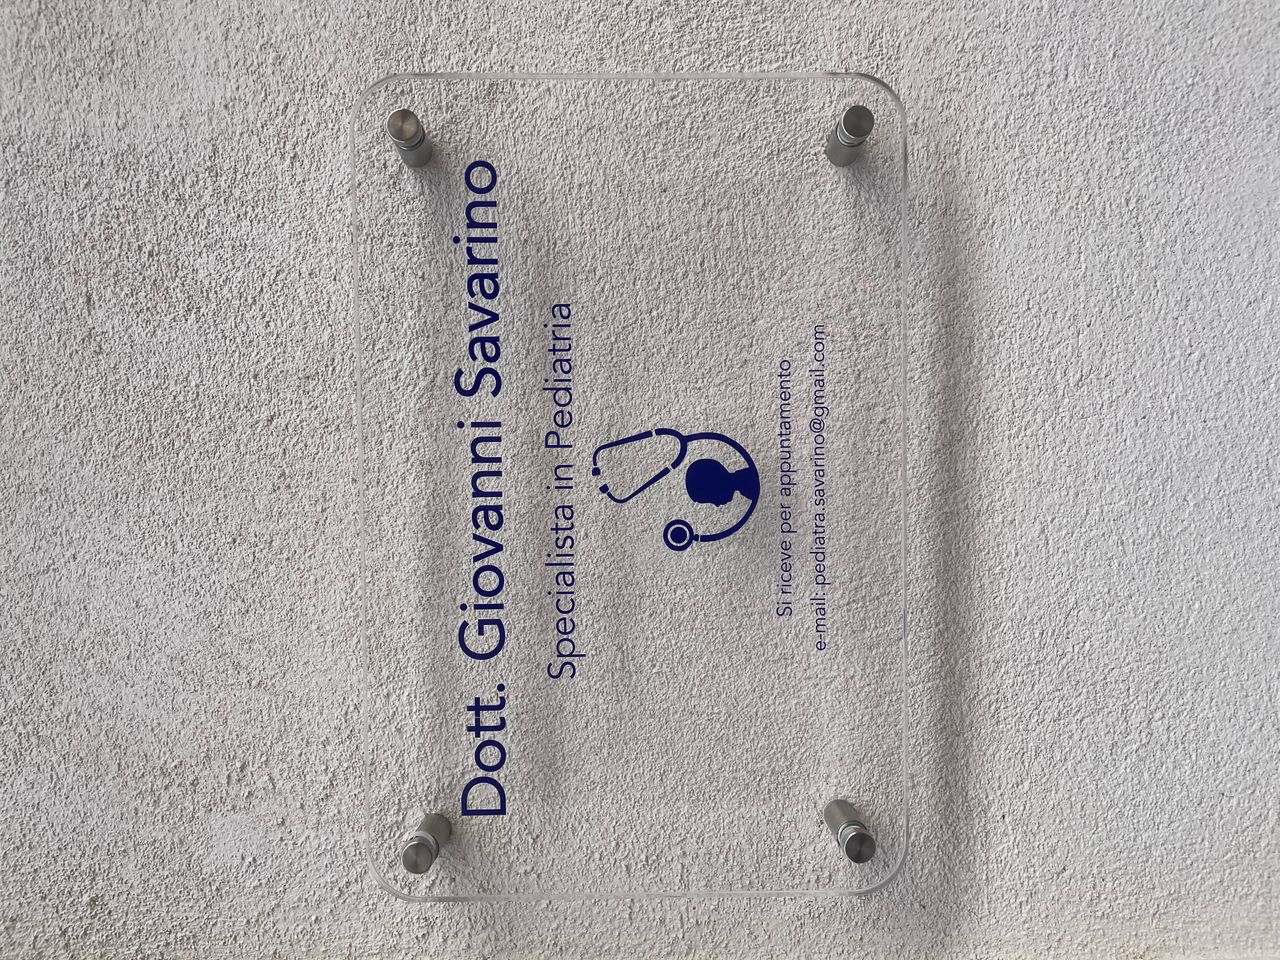 Dott. Giovanni Savarino
Specialista in Pediatria
Si riceve per appuntamento
e-mail: pediatra.savarino@gmail.com